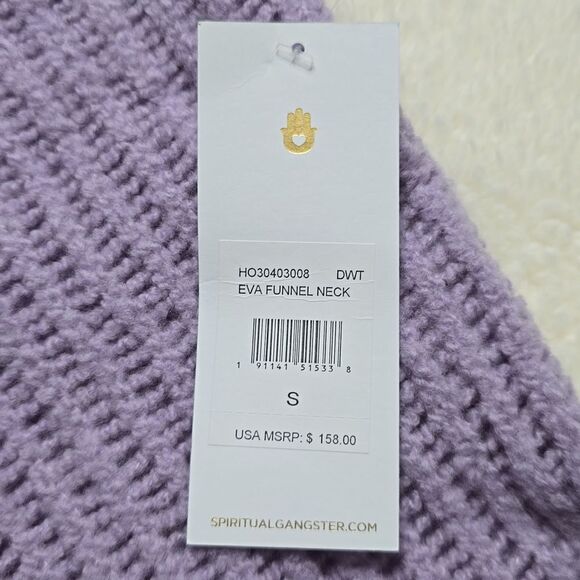 HO30403008 DWT
EVA FUNNEL NECK
1 91141 51533 8
S
USA MSRP: $ 158.00
SPIRITUALGANGSTER.COM